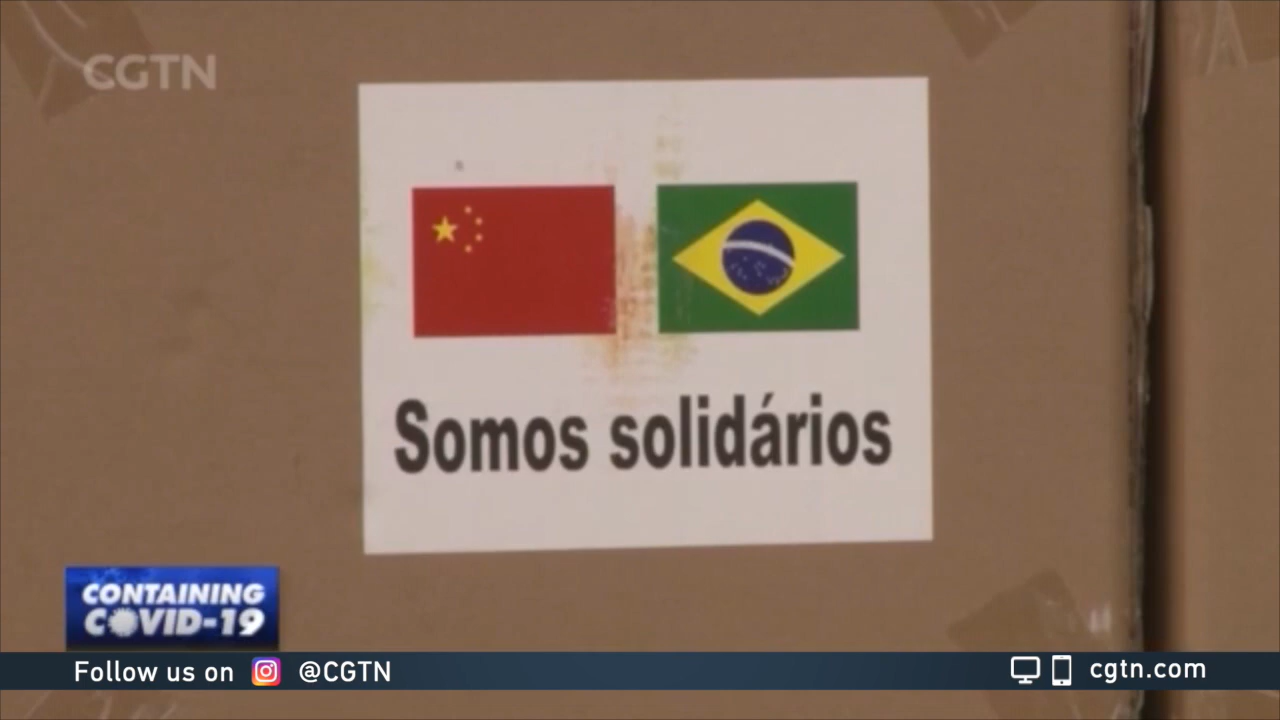 CGTN
Somos solidários
CONTAINING
COVID-19
Follow us on @CGTN
cgtn.com